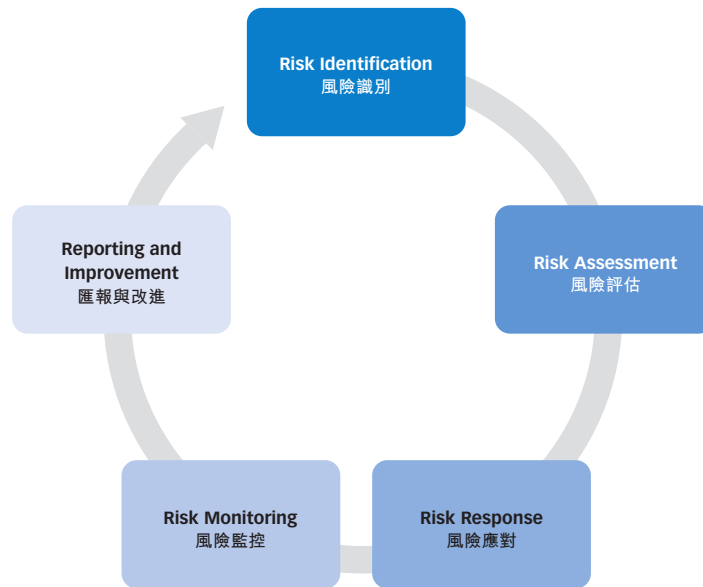 Risk Identification
風險識別
Risk Assessment
風險評估
Risk Response
風險應對
Risk Monitoring
風險監控
Reporting and
Improvement
匯報與改進